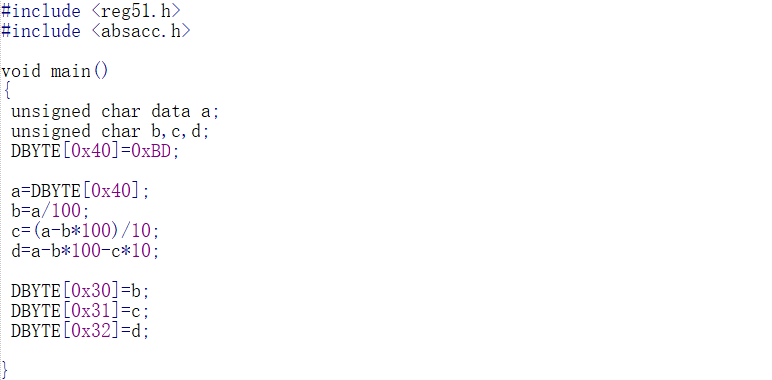 #include <reg51.h>
#include <absacc.h>
void main()
{
unsigned char data a;
unsigned char b,c,d;
DBYTE[0x40]=0xBD;
a=DBYTE[0x40];
b=a/100;
c=(a-b*100)/10;
d=a-b*100-c*10;
DBYTE[0x30]=b;
DBYTE[0x31]=c;
DBYTE[0x32]=d;
}